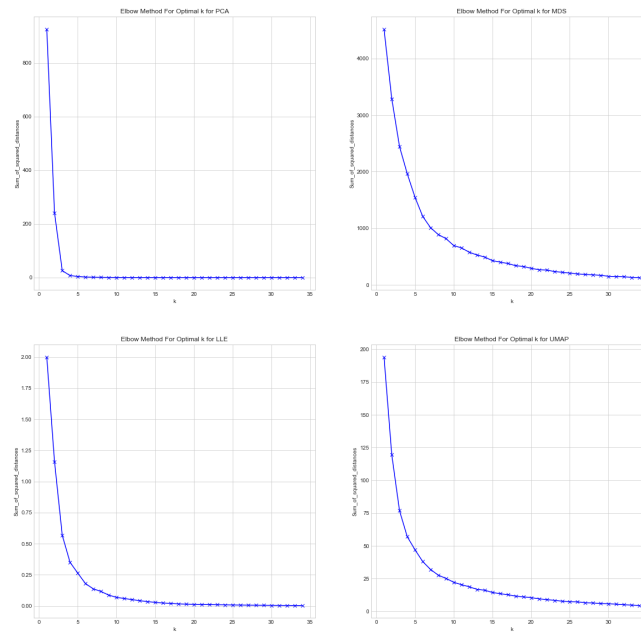 Elbow Method For Optimal k for PCA
Sum_of_squared_distances
800
600
400
200
0
0 5 10 15 20 25 30 35
k
Elbow Method For Optimal k for MDS
Sum_of_squared_distances
4000
3000
2000
1000
0
0 5 10 15 20 25 30
k
Elbow Method For Optimal k for LLE
Sum_of_squared_distances
2.00
1.75
1.50
1.25
1.00
0.75
0.50
0.25
0.00
0 5 10 15 20 25 30 35
k
Elbow Method For Optimal k for UMAP
Sum_of_squared_distances
200
175
150
125
100
75
50
25
0
0 5 10 15 20 25 30
k